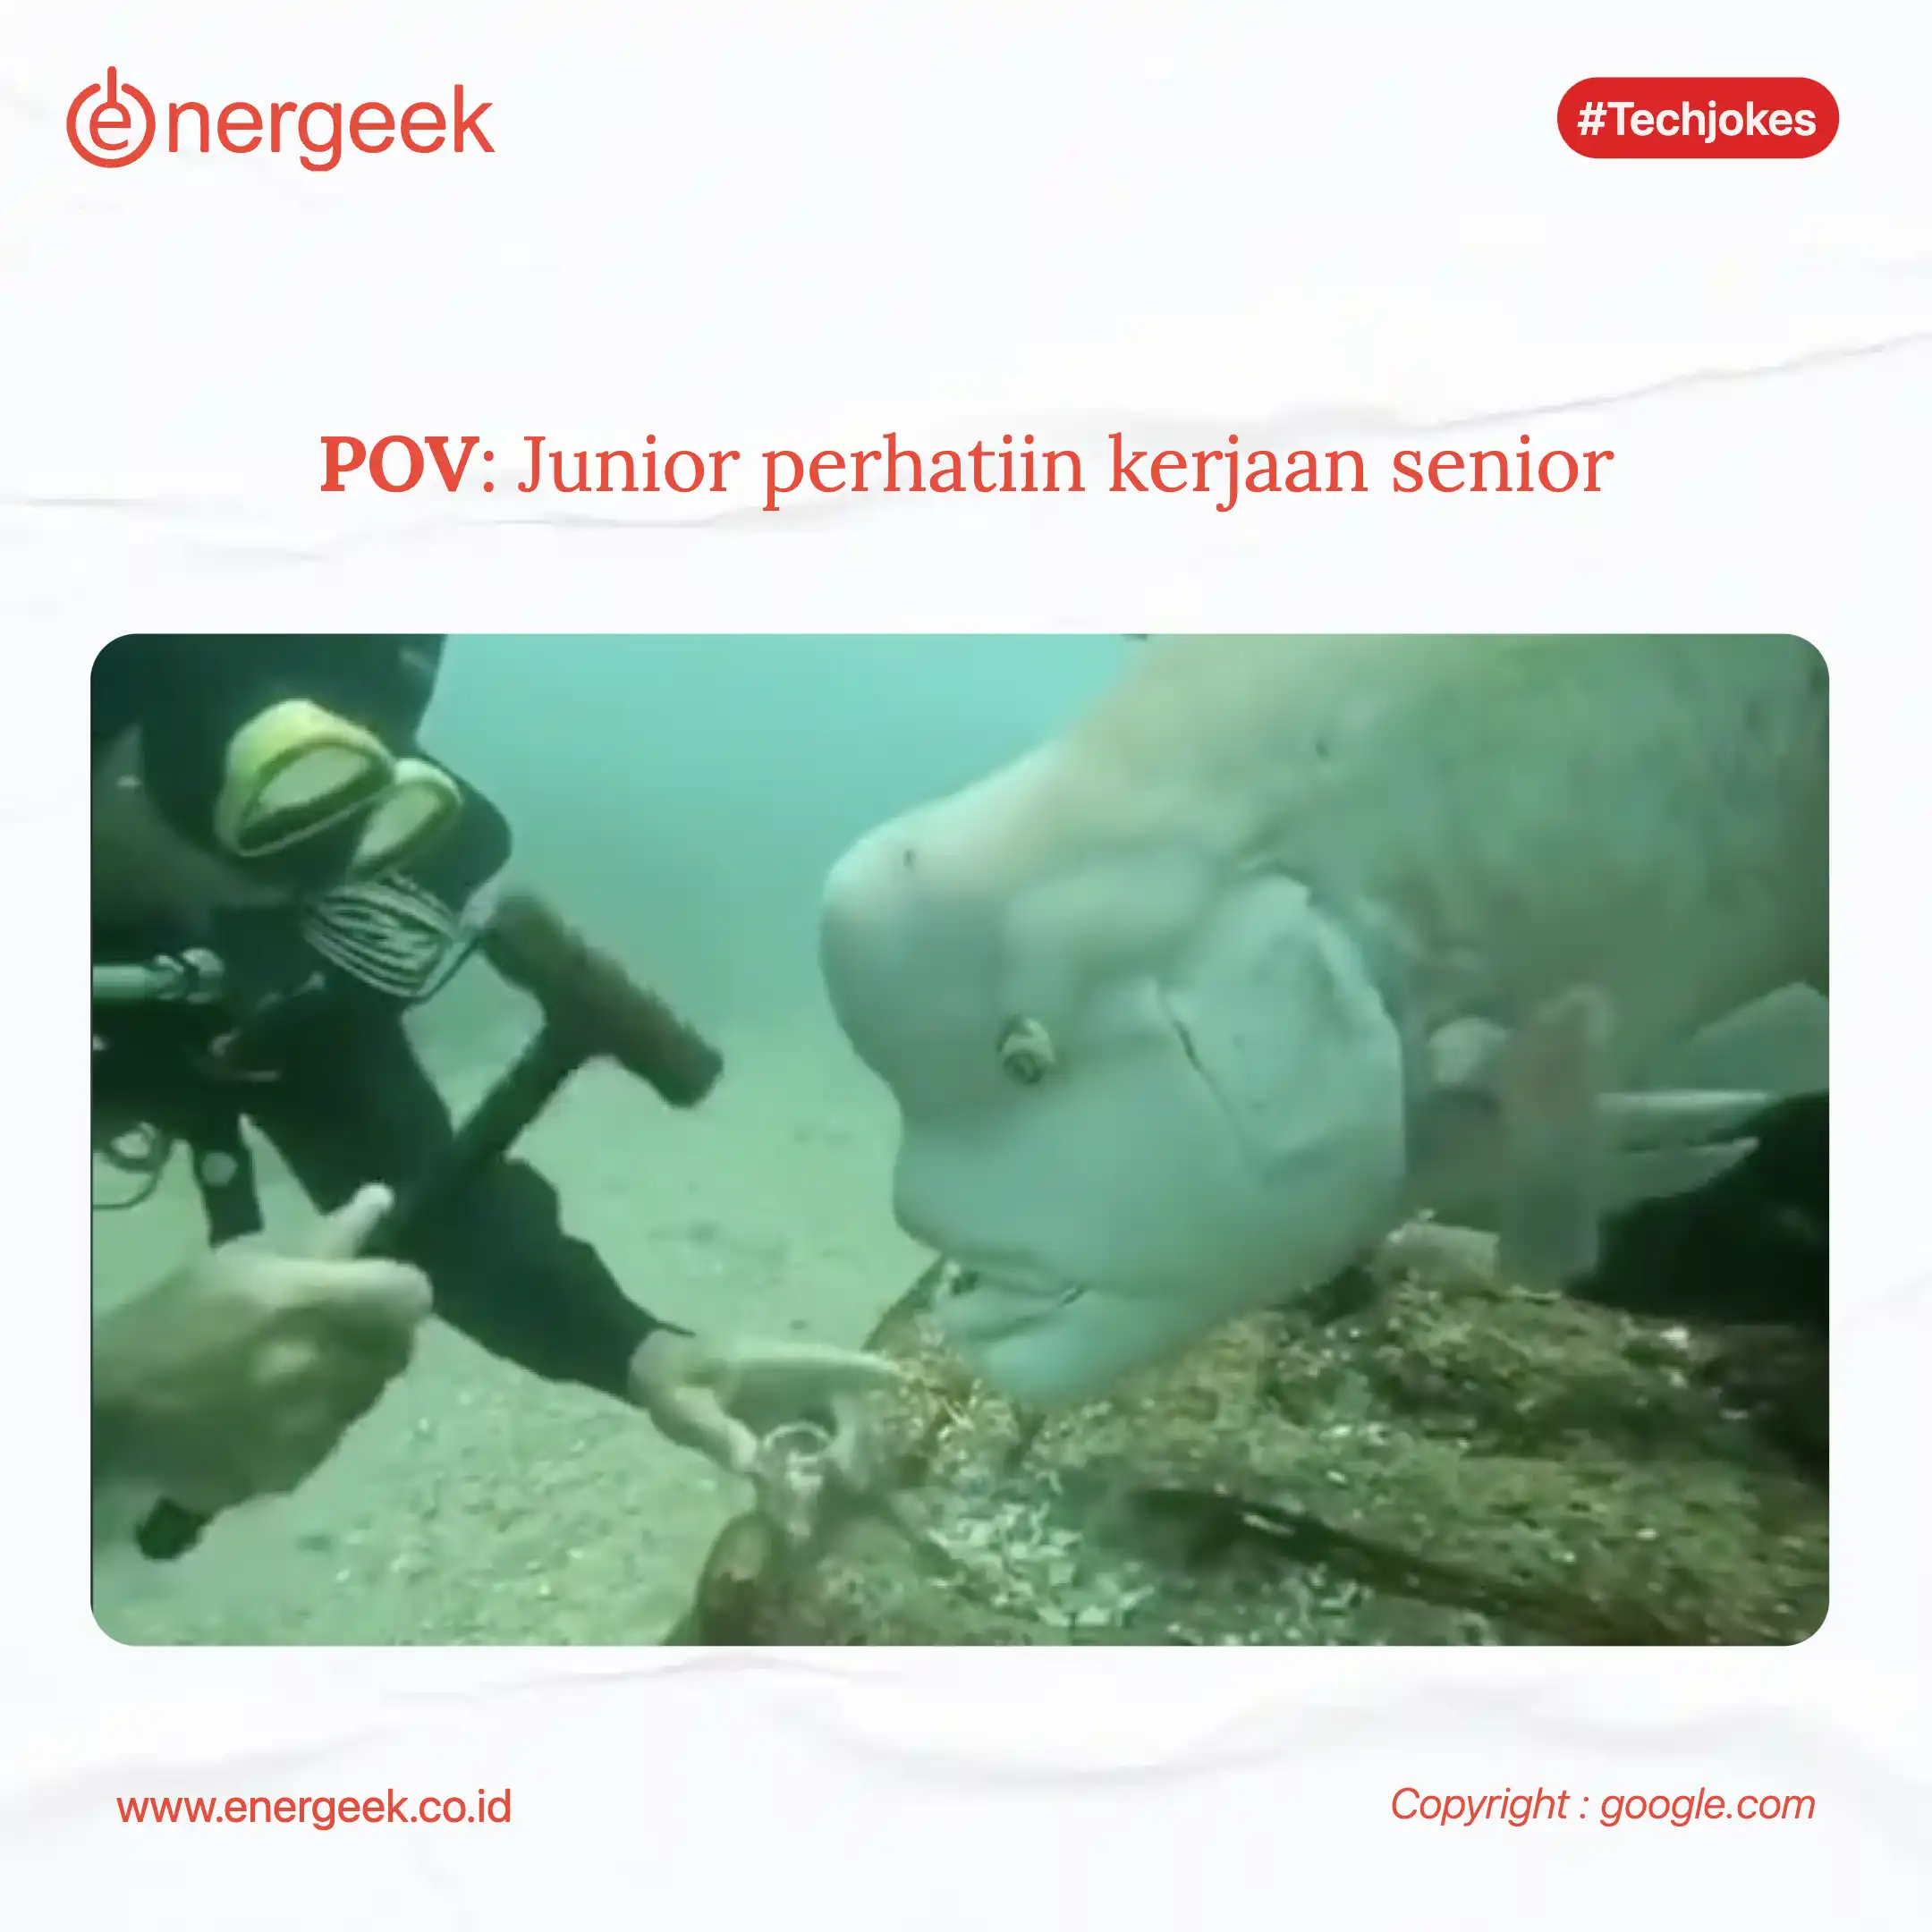 energeek
#Techjokes
POV: Junior perhatiin kerjaan senior
www.energeek.co.id
Copyright : google.com